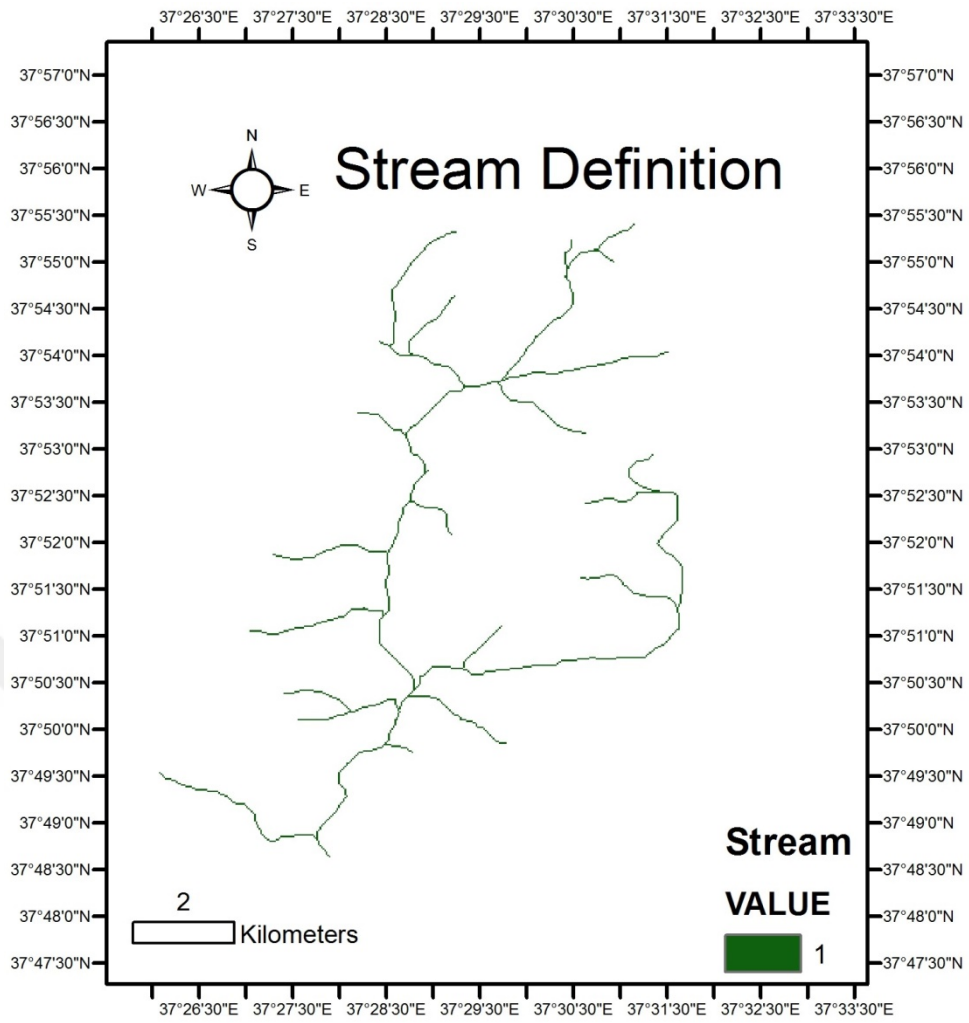 37°26'30"E 37°27'30"E 37°28'30"E 37°29'30"E 37°30'30"E 37°31'30"E 37°32'30"E 37°33'30"E
37°57'0"N 37°57'0"N
37°56'30"N 37°56'30"N
N
37°56'0"N Stream Definition 37°56'0"N
W E
37°55'30"N 37°55'30"N
S
37°55'0"N 37°55'0"N
37°54'30"N 37°54'30"N
37°54'0"N 37°54'0"N
37°53'30"N 37°53'30"N
37°53'0"N 37°53'0"N
37°52'30"N 37°52'30"N
37°52'0"N 37°52'0"N
37°51'30"N 37°51'30"N
37°51'0"N 37°51'0"N
37°50'30"N 37°50'30"N
37°50'0"N 37°50'0"N
37°49'30"N 37°49'30"N
37°49'0"N 37°49'0"N
Stream
37°48'30"N 37°48'30"N
2 VALUE
37°48'0"N 37°48'0"N
Kilometers
1
37°47'30"N 37°47'30"N
37°26'30"E 37°27'30"E 37°28'30"E 37°29'30"E 37°30'30"E 37°31'30"E 37°32'30"E 37°33'30"E